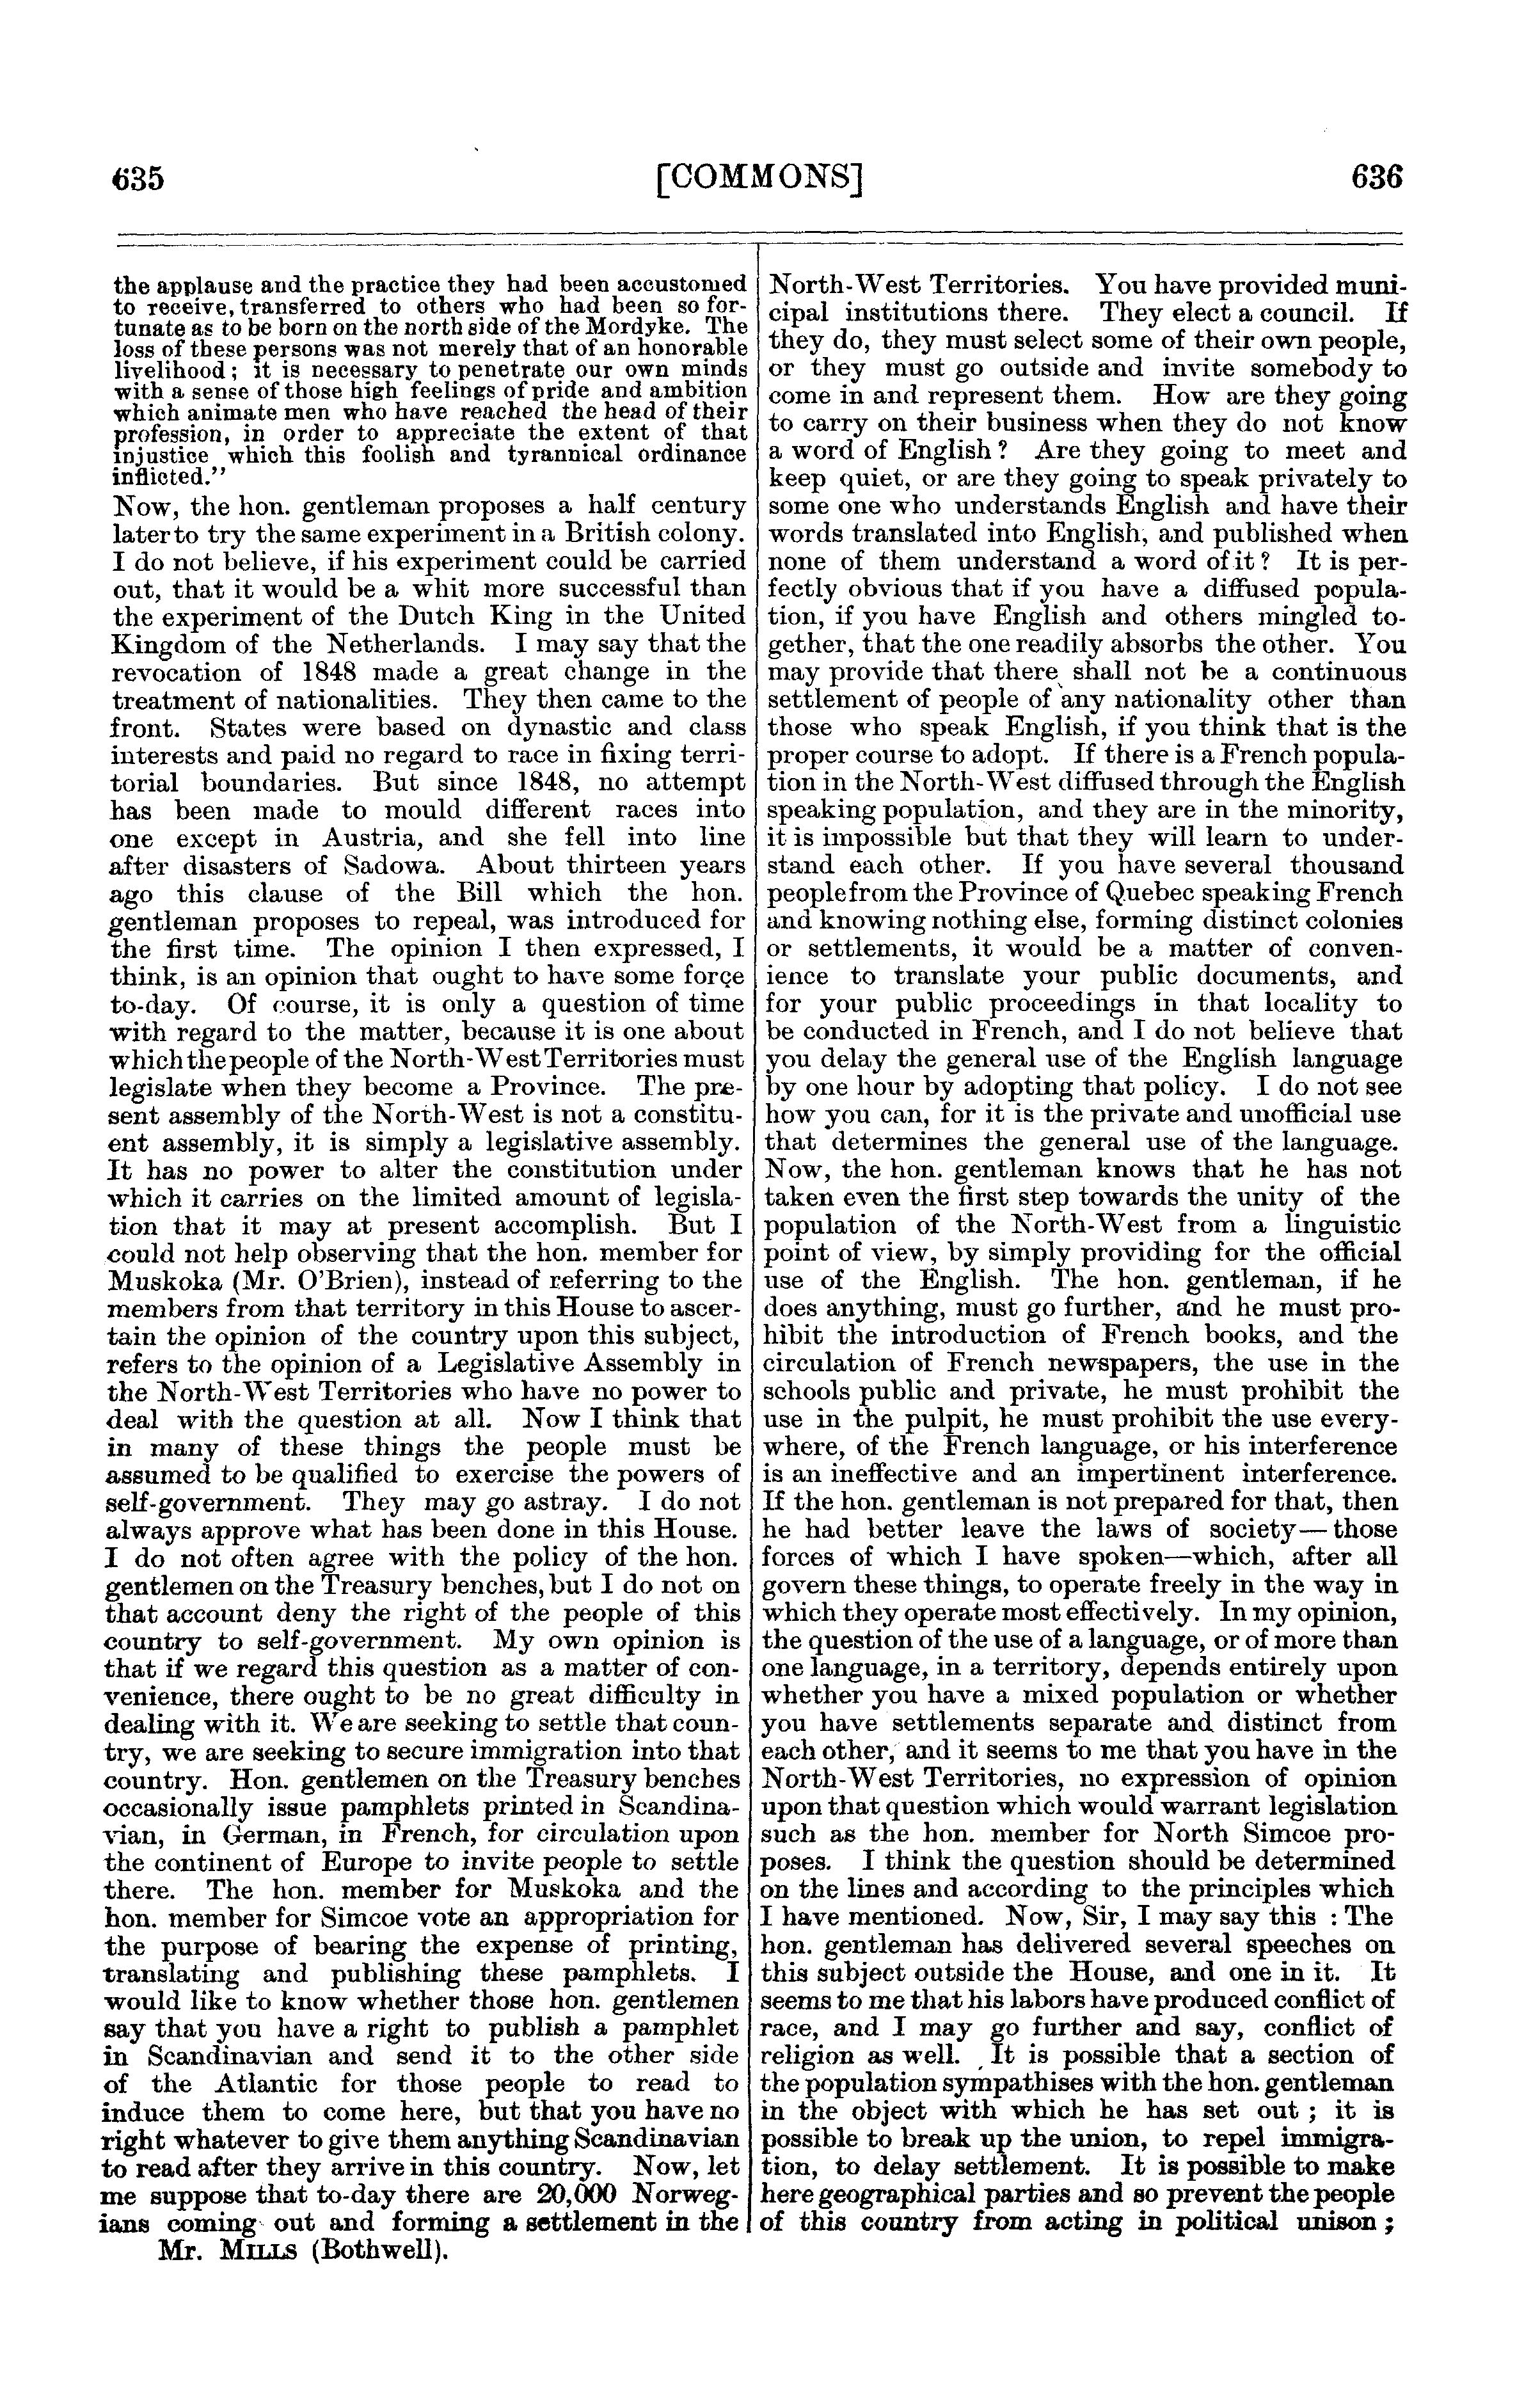 635
[COMMONS]
636
the applause and the practice they had been accustomed
to receive, transferred to others who had been so for-
tunate as to be born on the north side of the Mordyke. The
loss of these persons was not merely that of an honorable
livelihood; it is necessary to penetrate our own minds
with a sense of those high feelings of pride and ambition
which animate men who have reached the head of their
profession, in order to appreciate the extent of that
injustice which this foolish and tyrannical ordinance
inflicted."
Now, the hon. gentleman proposes a half century
later to try the same experiment in a British colony.
I do not believe, if his experiment could be carried
out, that it would be a whit more successful than
the experiment of the Dutch King in the United
Kingdom of the Netherlands. I may say that the
revocation of 1848 made a great change in the
treatment of nationalities. They then came to the
front. States were based on dynastic and class
interests and paid no regard to race in fixing terri-
torial boundaries. But since 1848, no attempt
has been made to mould different races into
one except in Austria, and she fell into line
after disasters of Sadowa. About thirteen years
ago this clause of the Bill which the hon.
gentleman proposes to repeal, was introduced for
the first time. The opinion I then expressed, I
think, is an opinion that ought to have some force
to-day. Of course, it is only a question of time
with regard to the matter, because it is one about
which the people of the North-West Territories must
legislate when they become a Province. The pre-
sent assembly of the North-West is not a constitu-
ent assembly, it is simply a legislative assembly.
It has no power to alter the constitution under
which it carries on the limited amount of legisla-
tion that it may at present accomplish. But I
could not help observing that the hon. member for
Muskoka (Mr. O'Brien), instead of referring to the
members from that territory in this House to ascer-
tain the opinion of the country upon this subject,
refers to the opinion of a Legislative Assembly in
the North-West Territories who have no power to
deal with the question at all. Now I think that
in many of these things the people must be
assumed to be qualified to exercise the powers of
self-government. They may go astray. I do not
always approve what has been done in this House.
I do not often agree with the policy of the hon.
gentlemen on the Treasury benches, but I do not on
that account deny the right of the people of this
country to self-government. My own opinion is
that if we regard this question as a matter of con-
venience, there ought to be no great difficulty in
dealing with it. We are seeking to settle that coun-
try, we are seeking to secure immigration into that
country. Hon. gentlemen on the Treasury benches
occasionally issue pamphlets printed in Scandina-
vian, in German, in French, for circulation upon
the continent of Europe to invite people to settle
there. The hon. member for Muskoka and the
hon. member for Simcoe vote an appropriation for
the purpose of bearing the expense of printing,
translating and publishing these pamphlets. I
would like to know whether those hon. gentlemen
say that you have a right to publish a pamphlet
in Scandinavian and send it to the other side
of the Atlantic for those people to read to
induce them to come here, but that you have no
right whatever to give them anything Scandinavian
to read after they arrive in this country. Now, let
me suppose that to-day there are 20,000 Norweg-
ians coming out and forming a settlement in the
Mr. MILLS (Bothwell).
North-West Territories. You have provided muni-
cipal institutions there. They elect a council. If
they do, they must select some of their own people,
or they must go outside and invite somebody to
come in and represent them. How are they going
to carry on their business when they do not know
a word of English? Are they going to meet and
keep quiet, or are they going to speak privately to
some one who understands English and have their
words translated into English, and published when
none of them understand a word of it? It is per-
fectly obvious that if you have a diffused popula-
tion, if you have English and others mingled to-
gether, that the one readily absorbs the other. You
may provide that there shall not be a continuous
settlement of people of any nationality other than
those who speak English, if you think that is the
proper course to adopt. If there is a French popula-
tion in the North-West diffused through the English
speaking population, and they are in the minority,
it is impossible but that they will learn to under-
stand each other. If you have several thousand
people from the Province of Quebec speaking French
and knowing nothing else, forming distinct colonies
or settlements, it would be a matter of conven-
ience to translate your public documents, and
for your public proceedings in that locality to
be conducted in French, and I do not believe that
you delay the general use of the English language
by one hour by adopting that policy. I do not see
how you can, for it is the private and unofficial use
that determines the general use of the language.
Now, the hon. gentleman knows that he has not
taken even the first step towards the unity of the
population of the North-West from a linguistic
point of view, by simply providing for the official
use of the English. The hon. gentleman, if he
does anything, must go further, and he must pro-
hibit the introduction of French books, and the
circulation of French newspapers, the use in the
schools public and private, he must prohibit the
use in the pulpit, he must prohibit the use every-
where, of the French language, or his interference
is an ineffective and an impertinent interference.
If the hon. gentleman is not prepared for that, then
he had better leave the laws of society—those
forces of which I have spoken—which, after all
govern these things, to operate freely in the way in
which they operate most effectively. In my opinion,
the question of the use of a language, or of more than
one language, in a territory, depends entirely upon
whether you have a mixed population or whether
you have settlements separate and distinct from
each other, and it seems to me that you have in the
North-West Territories, no expression of opinion
upon that question which would warrant legislation
such as the hon. member for North Simcoe pro-
poses. I think the question should be determined
on the lines and according to the principles which
I have mentioned. Now, Sir, I may say this : The
hon. gentleman has delivered several speeches on
this subject outside the House, and one in it. It
seems to me that his labors have produced conflict of
race, and I may go further and say, conflict of
religion as well. It is possible that a section of
the population sympathises with the hon. gentleman
in the object with which he has set out ; it is
possible to break up the union, to repel immigra-
tion, to delay settlement. It is possible to make
here geographical parties and so prevent the people
of this country from acting in political unison ;